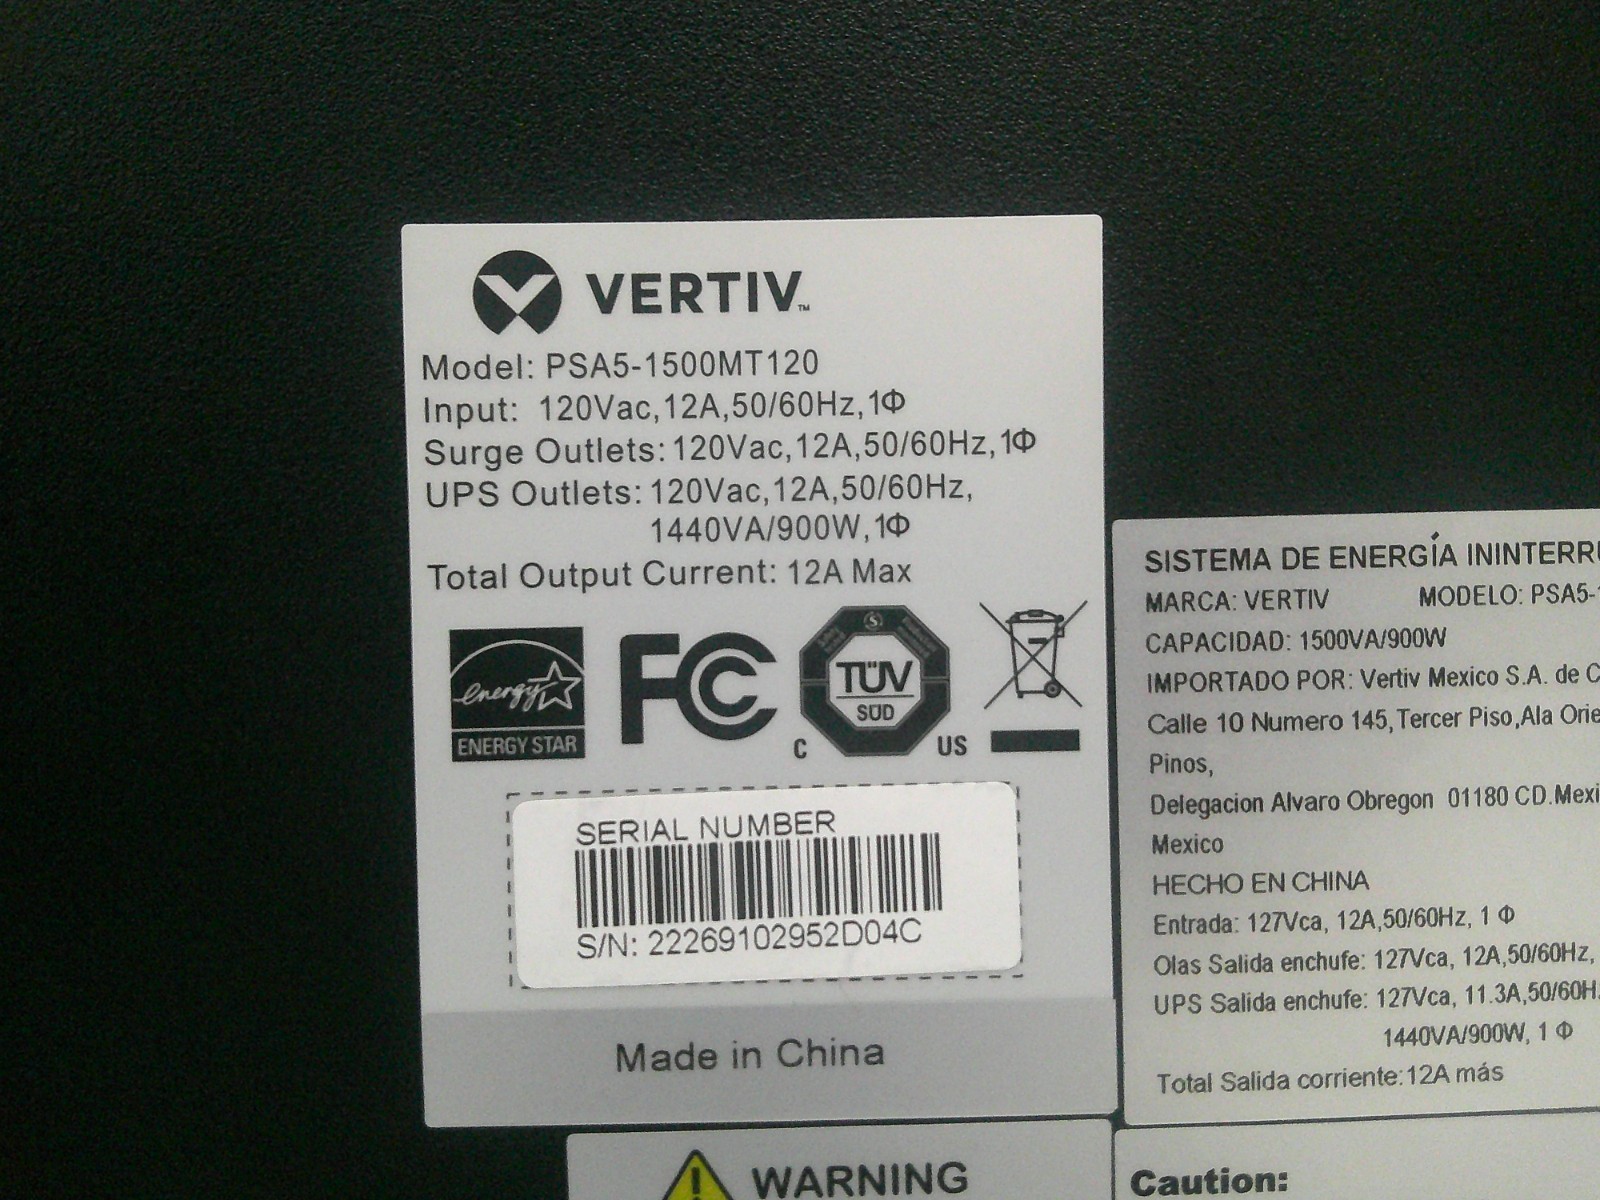 VERTIV™
Model: PSA5-1500MT120
Input: 120Vac,12A,50/60Hz,1Φ
Surge Outlets: 120Vac,12A,50/60Hz,1Φ
UPS Outlets: 120Vac,12A,50/60Hz,
1440VA/900W,1Φ
Total Output Current: 12A Max
energy
ENERGY STAR
FC
TÜV
SÜD
C
US
SERIAL NUMBER
S/N: 22269102952D04C
Made in China
SISTEMA DE ENERGÍA ININTERRU
MARCA: VERTIV MODELO: PSA5-1
CAPACIDAD: 1500VA/900W
IMPORTADO POR: Vertiv Mexico S.A. de C
Calle 10 Numero 145,Tercer Piso,Ala Orie
Pinos,
Delegacion Alvaro Obregon 01180 CD.Mexi
Mexico
HECHO EN CHINA
Entrada: 127Vca, 12A,50/60Hz, 1 Φ
Olas Salida enchufe: 127Vca, 12A,50/60Hz,
UPS Salida enchufe: 127Vca, 11.3A,50/60H
1440VA/900W, 1 Φ
Total Salida corriente:12A más
WARNING
Caution: